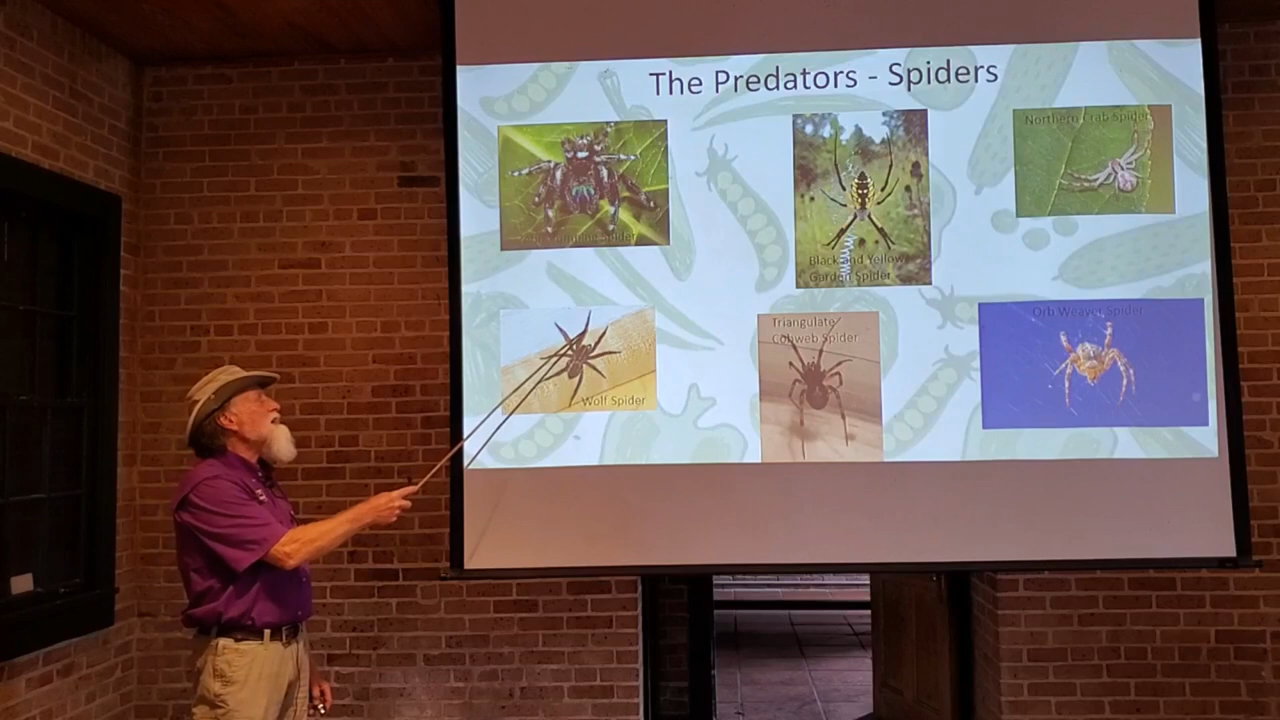 The Predators - Spiders
Spider
Black and Yellow
Garden Spider
Northern Crab Spider
Wolf Spider
Triangulate
Cobweb Spider
Orb Weaver Spider